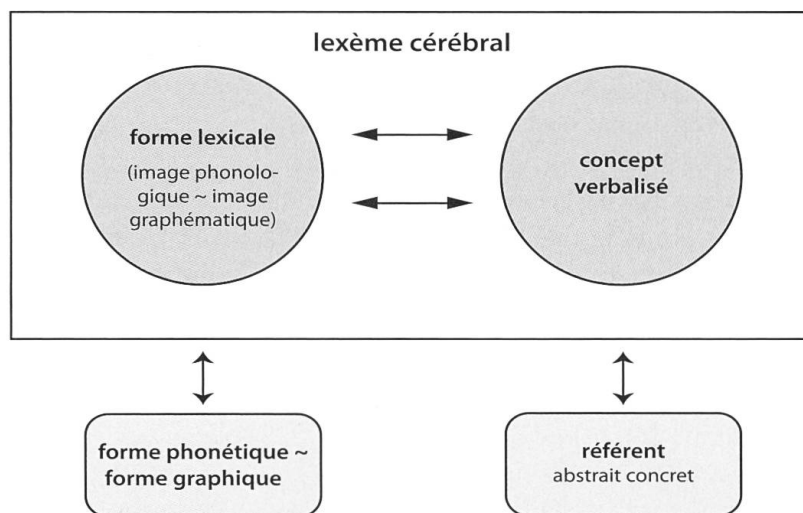 lexème cérébral
forme lexicale
(image phonolo-
gique ~ image
graphématique)
concept
verbalisé
forme phonétique ~
forme graphique
référent
abstrait concret